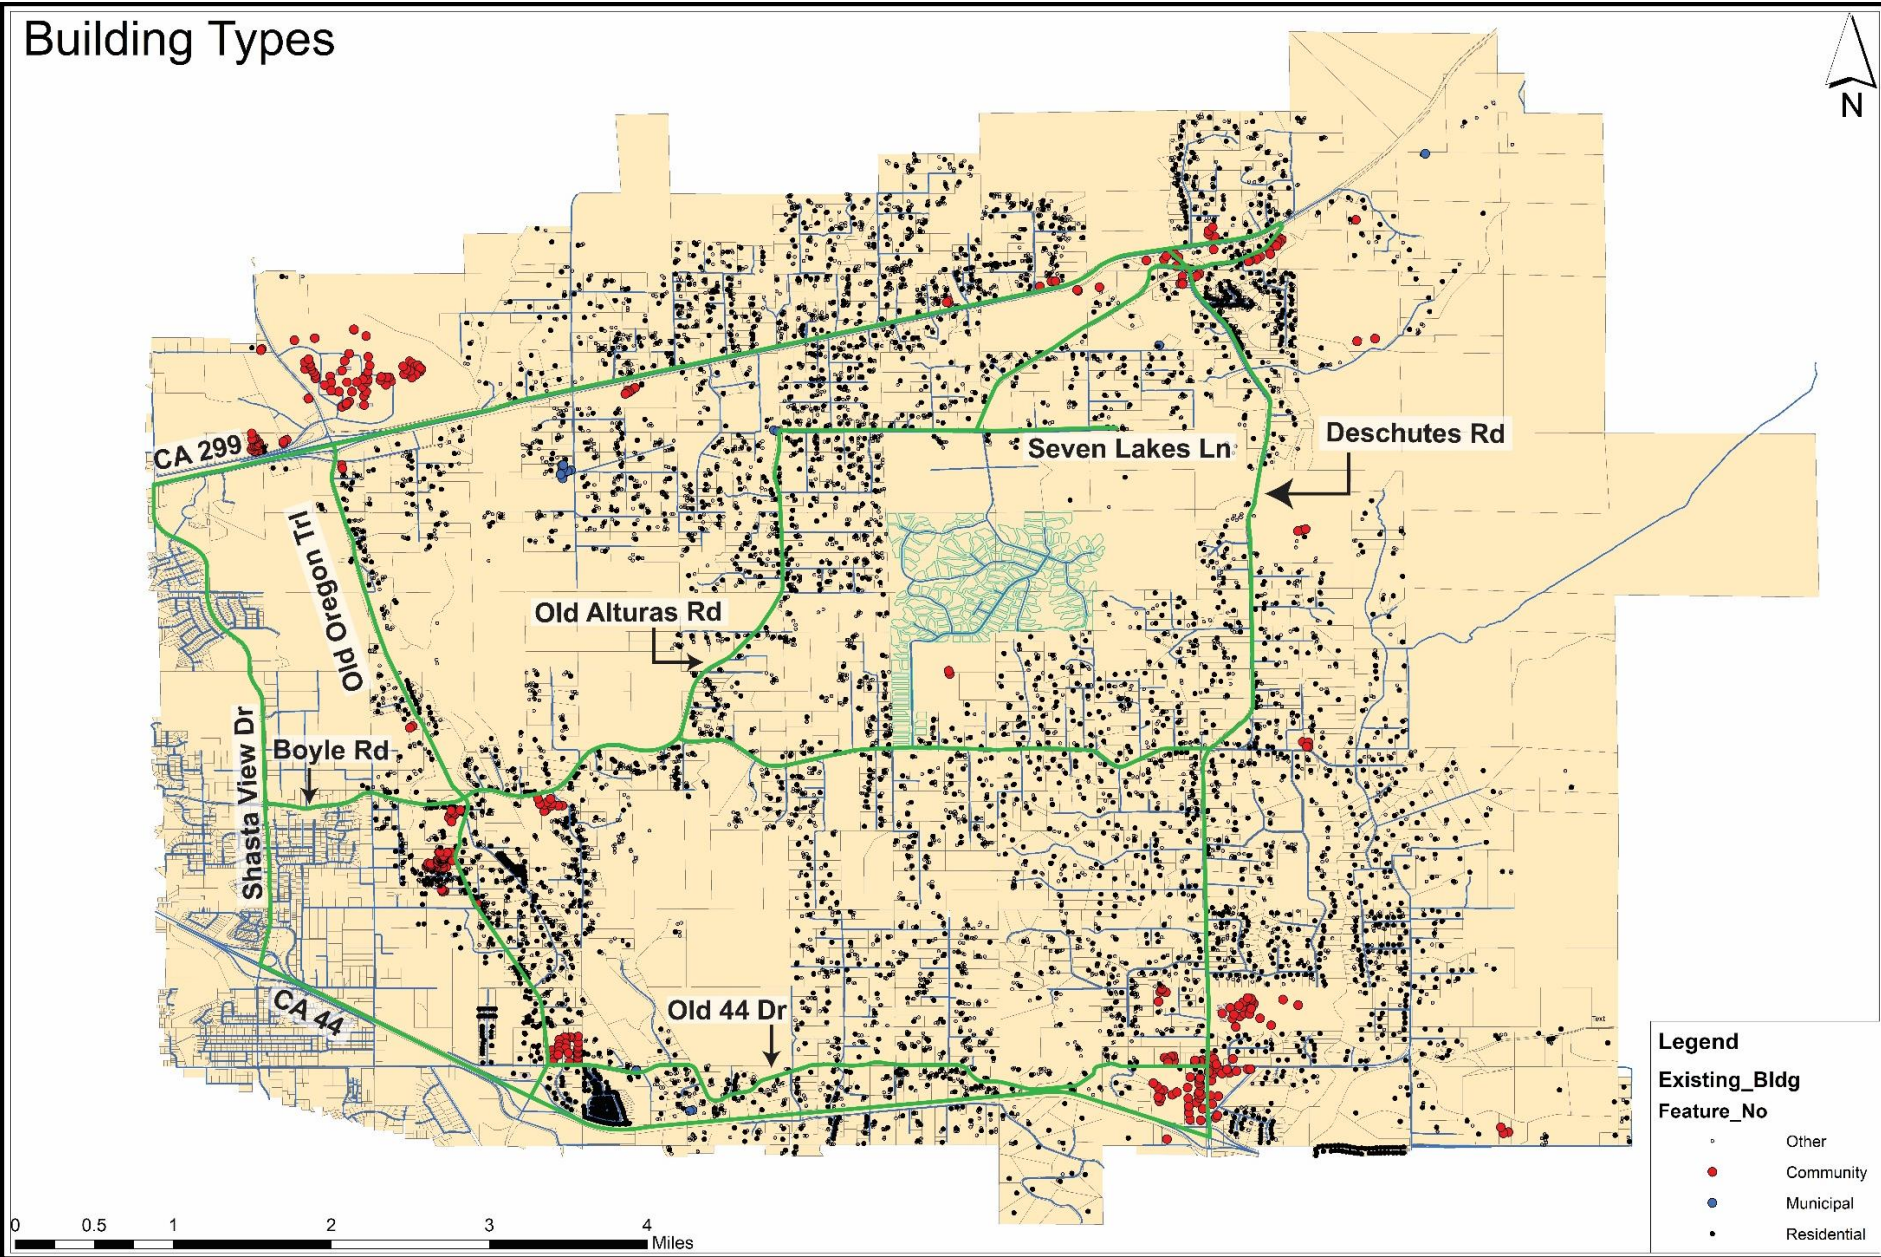 Building Types
N
CA 299
Seven Lakes Ln
Deschutes Rd
Old Oregon Trl
Old Alturas Rd
Shasta View Dr
Boyle Rd
CA 44
Old 44 Dr
Text
Legend
Existing_Bldg
Feature_No
Other
Community
Municipal
Residential
0 0.5 1 2 3 4
Miles